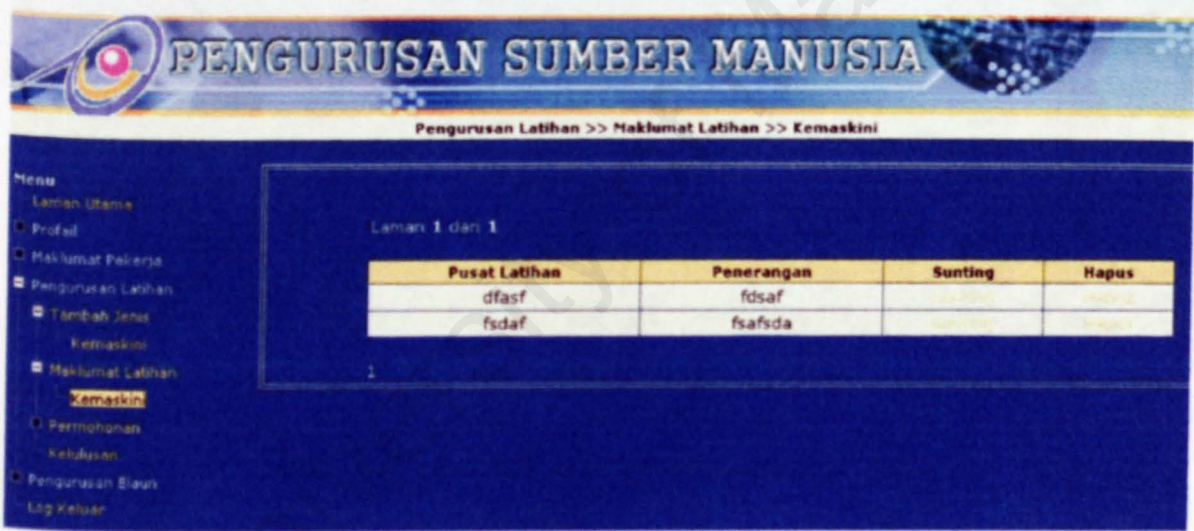 PENGURUSAN SUMBER MANUSIA
Pengurusan Latihan >> Maklumat Latihan >> Kemaskini
Menu
Laman Utama
Profail
Maklumat Pekerja
Pengurusan Latihan
Tambah Jenis
Kemaskini
Maklumat Latihan
Kemaskini
Permohonan
Kelulusan
Pengurusan Elaun
Log Keluar
Laman 1 dari 1
Pusat Latihan Penerangan Sunting Hapus
dfasf fdsaf
fsdaf fsafsda
1